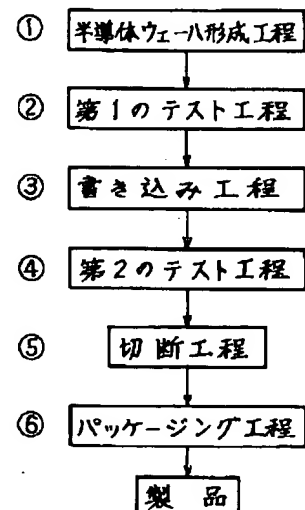 ① 半導体ウェーハ形成工程
② 第1のテスト工程
③ 書き込み工程
④ 第2のテスト工程
⑤ 切断工程
⑥ パッケージング工程
製品